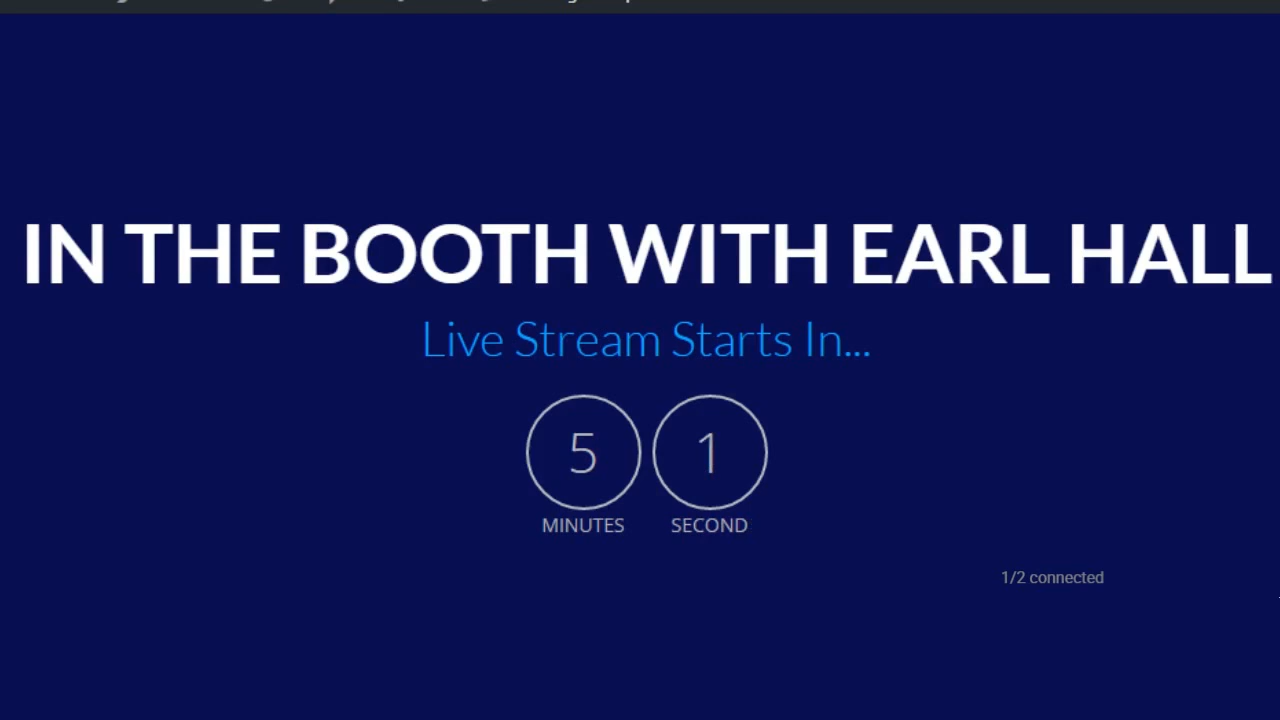 IN THE BOOTH WITH EARL HALL
Live Stream Starts In...
5 1
MINUTES SECOND
1/2 connected